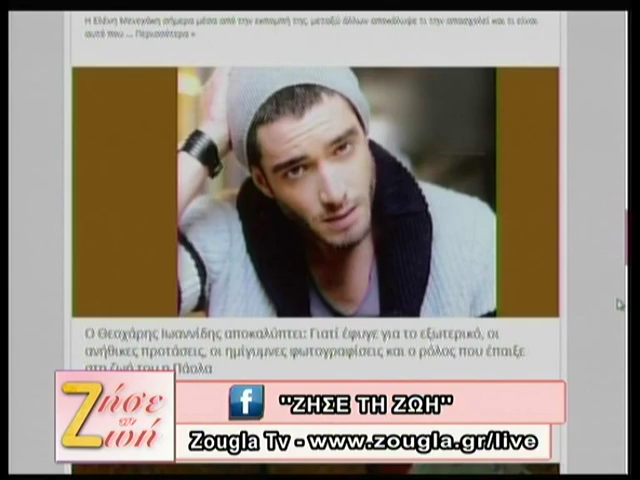 Η Ελένη Μενεγάκη σήμερα μέσα από την εκπομπή της, μεταξύ άλλων αποκάλυψε τι την απασχολεί και τι είναι
αυτό που ... Περισσότερα »
Ο Θεοχάρης Ιωαννίδης αποκαλύπτει: Γιατί έφυγε για το εξωτερικό, οι
ανήθικες προτάσεις, οι ημίγυμνες φωτογραφίσεις και ο ρόλος που έπαιξε
στη ζωή του η Πάολα
Ζήσε
τη
Ζωή
f "ΖΗΣΕ ΤΗ ΖΩΗ"
Zougla Tv - www.zougla.gr/live